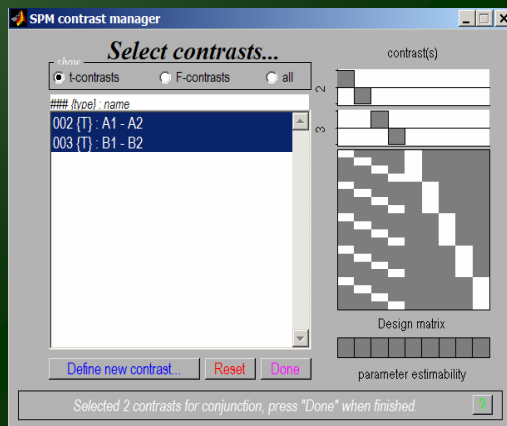 SPM contrast manager
Select contrasts...
show
t-contrasts F-contrasts all
### {type} : name
002 {T} : A1 - A2
003 {T} : B1 - B2
Define new contrast... Reset Done
contrast(s)
2
3
Design matrix
parameter estimability
Selected 2 contrasts for conjunction, press "Done" when finished.
?